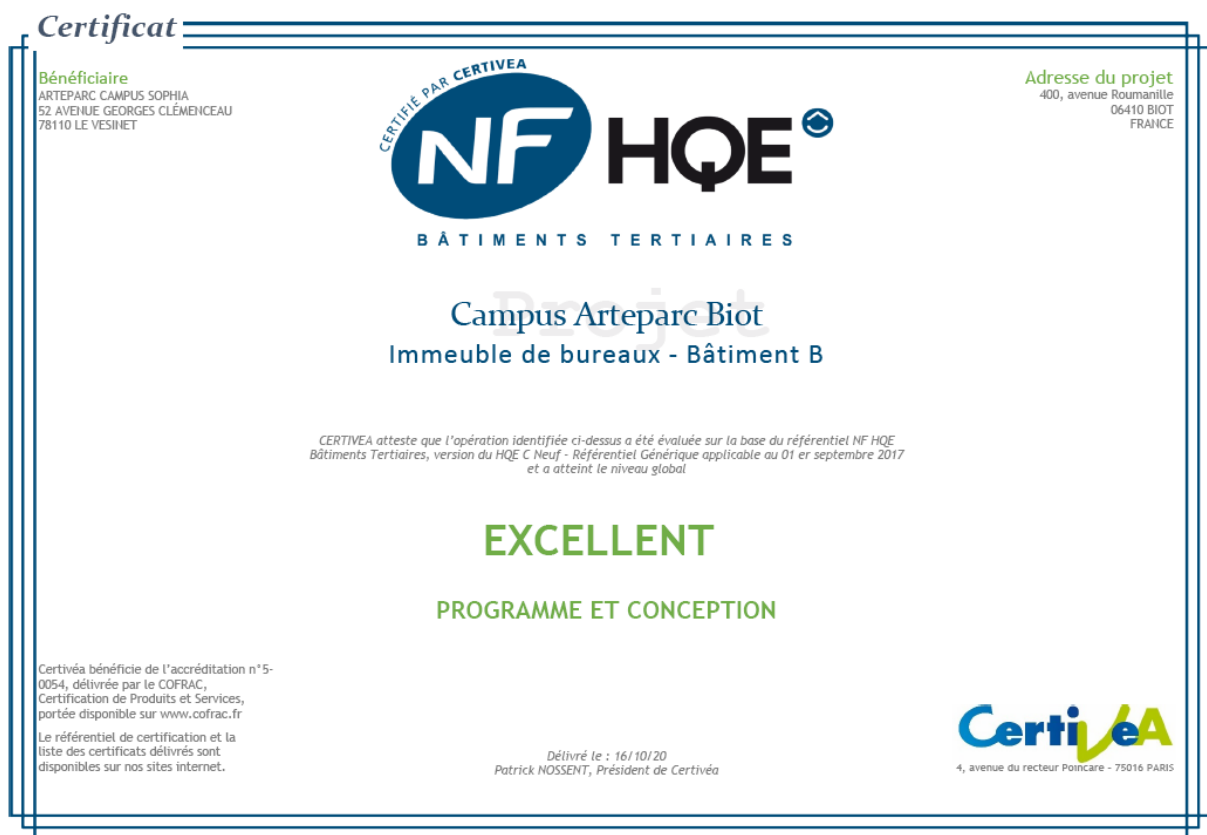 Certificat
Bénéficiaire
ARTEPARC CAMPUS SOPHIA
52 AVENUE GEORGES CLÉMENCEAU
78110 LE VESINET
CERTIFIÉ PAR CERTIVEA
NF HQE
BÂTIMENTS TERTIAIRES
Adresse du projet
400, avenue Roumanille
06410 BIOT
FRANCE
Projet
Campus Arteparc Biot
Immeuble de bureaux - Bâtiment B
CERTIVEA atteste que l'opération identifiée ci-dessus a été évaluée sur la base du référentiel NF HQE
Bâtiments Tertiaires, version du HQE C Neuf - Référentiel Générique applicable au 01 er septembre 2017
et a atteint le niveau global
EXCELLENT
PROGRAMME ET CONCEPTION
Certivéa bénéficie de l'accréditation n°5-
0054, délivrée par le COFRAC,
Certification de Produits et Services,
portée disponible sur www.cofrac.fr
Le référentiel de certification et la
liste des certificats délivrés sont
disponibles sur nos sites internet.
Délivré le : 16/10/20
Patrick NOSSENT, Président de Certivéa
CertiVeA
4, avenue du recteur Poincare - 75016 PARIS